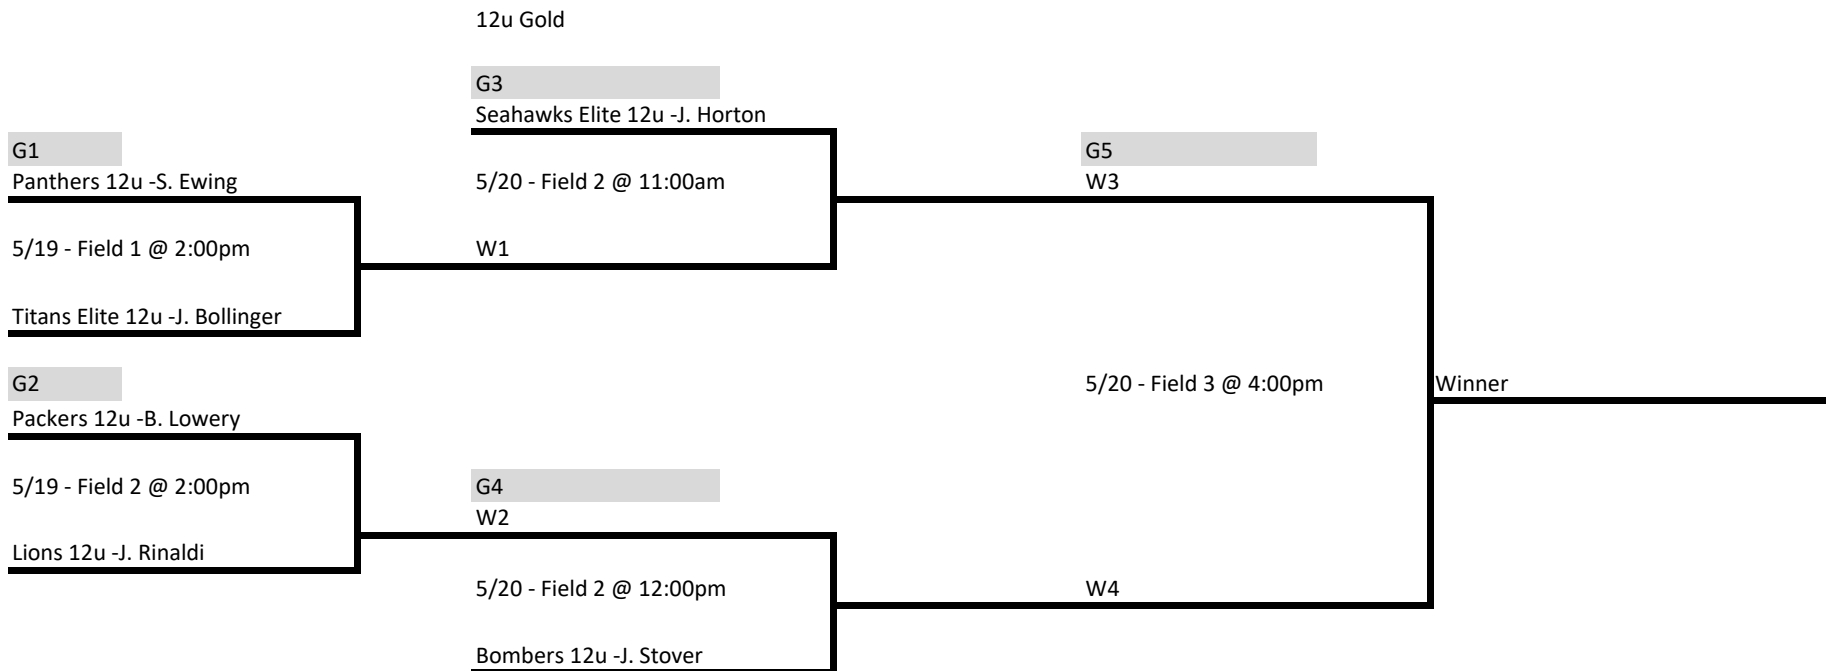 12u Gold
G3
Seahawks Elite 12u -J. Horton
G1
G5
Panthers 12u -S. Ewing
5/20 - Field 2 @ 11:00am
W3
5/19 - Field 1 @ 2:00pm
W1
Titans Elite 12u -J. Bollinger
G2
5/20 - Field 3 @ 4:00pm
Winner
Packers 12u -B. Lowery
5/19 - Field 2 @ 2:00pm
G4
W2
Lions 12u -J. Rinaldi
5/20 - Field 2 @ 12:00pm
W4
Bombers 12u -J. Stover